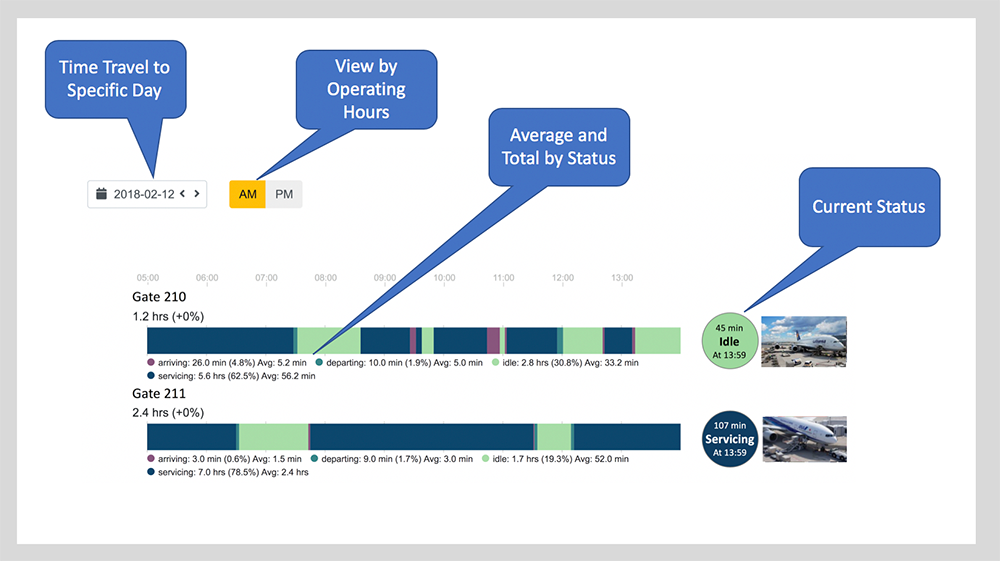 Time Travel to
Specific Day
View by
Operating
Hours
Average and
Total by Status
Current Status
2018-02-12 < >
AM PM
05:00 06:00 07:00 08:00 09:00 10:00 11:00 12:00 13:00
Gate 210
1.2 hrs (+0%)
arriving: 26.0 min (4.8%) Avg: 5.2 min departing: 10.0 min (1.9%) Avg: 5.0 min idle: 2.8 hrs (30.8%) Avg: 33.2 min
servicing: 5.6 hrs (62.5%) Avg: 56.2 min
45 min
Idle
At 13:59
Gate 211
2.4 hrs (+0%)
arriving: 3.0 min (0.6%) Avg: 1.5 min departing: 9.0 min (1.7%) Avg: 3.0 min idle: 1.7 hrs (19.3%) Avg: 52.0 min
servicing: 7.0 hrs (78.5%) Avg: 2.4 hrs
107 min
Servicing
At 13:59